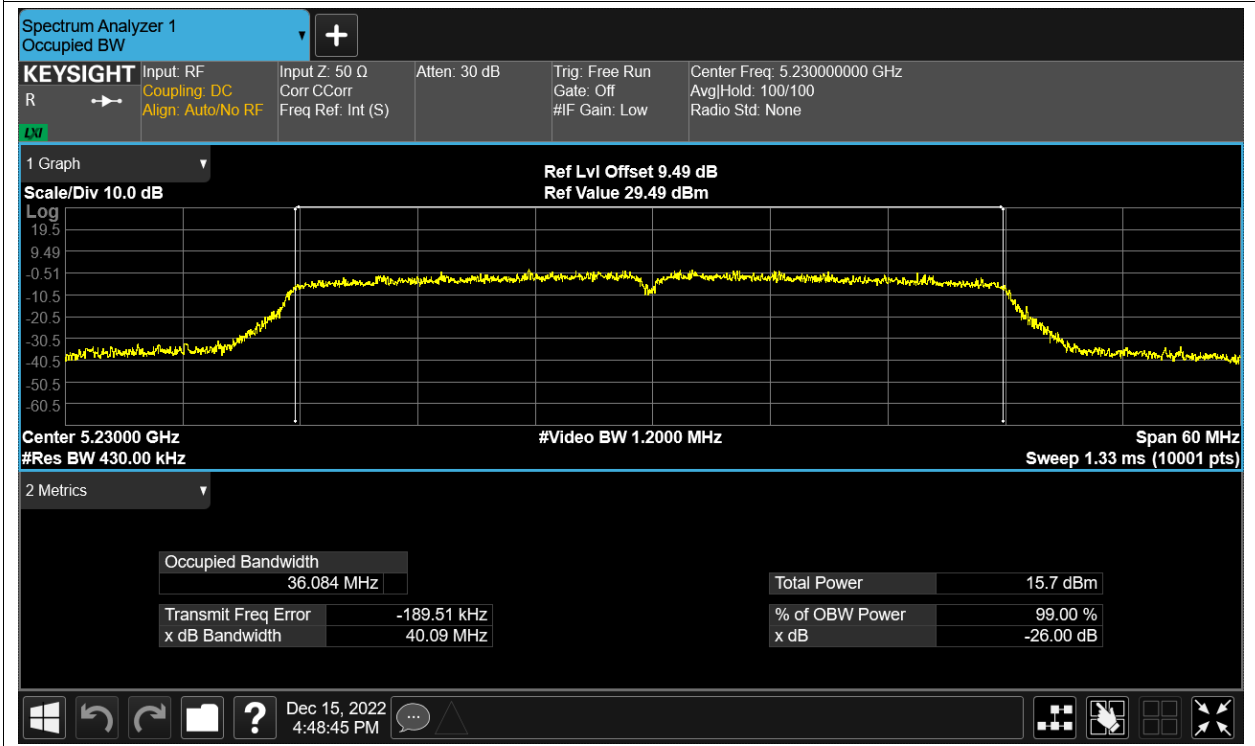 Spectrum Analyzer 1
Occupied BW
KEYSIGHT Input: RF Input Z: 50 Ω Atten: 30 dB Trig: Free Run Center Freq: 5.230000000 GHz
R Coupling: DC Corr CCorr Gate: Off Avg|Hold: 100/100
Align: Auto/No RF Freq Ref: Int (S) #IF Gain: Low Radio Std: None
LXI
1 Graph
Ref Lvl Offset 9.49 dB
Scale/Div 10.0 dB Ref Value 29.49 dBm
Log
19.5
9.49
-0.51
-10.5
-20.5
-30.5
-40.5
-50.5
-60.5
Center 5.23000 GHz #Video BW 1.2000 MHz Span 60 MHz
#Res BW 430.00 kHz Sweep 1.33 ms (10001 pts)
2 Metrics
Occupied Bandwidth
36.084 MHz Total Power 15.7 dBm
Transmit Freq Error -189.51 kHz % of OBW Power 99.00 %
x dB Bandwidth 40.09 MHz x dB -26.00 dB
? Dec 15, 2022
4:48:45 PM